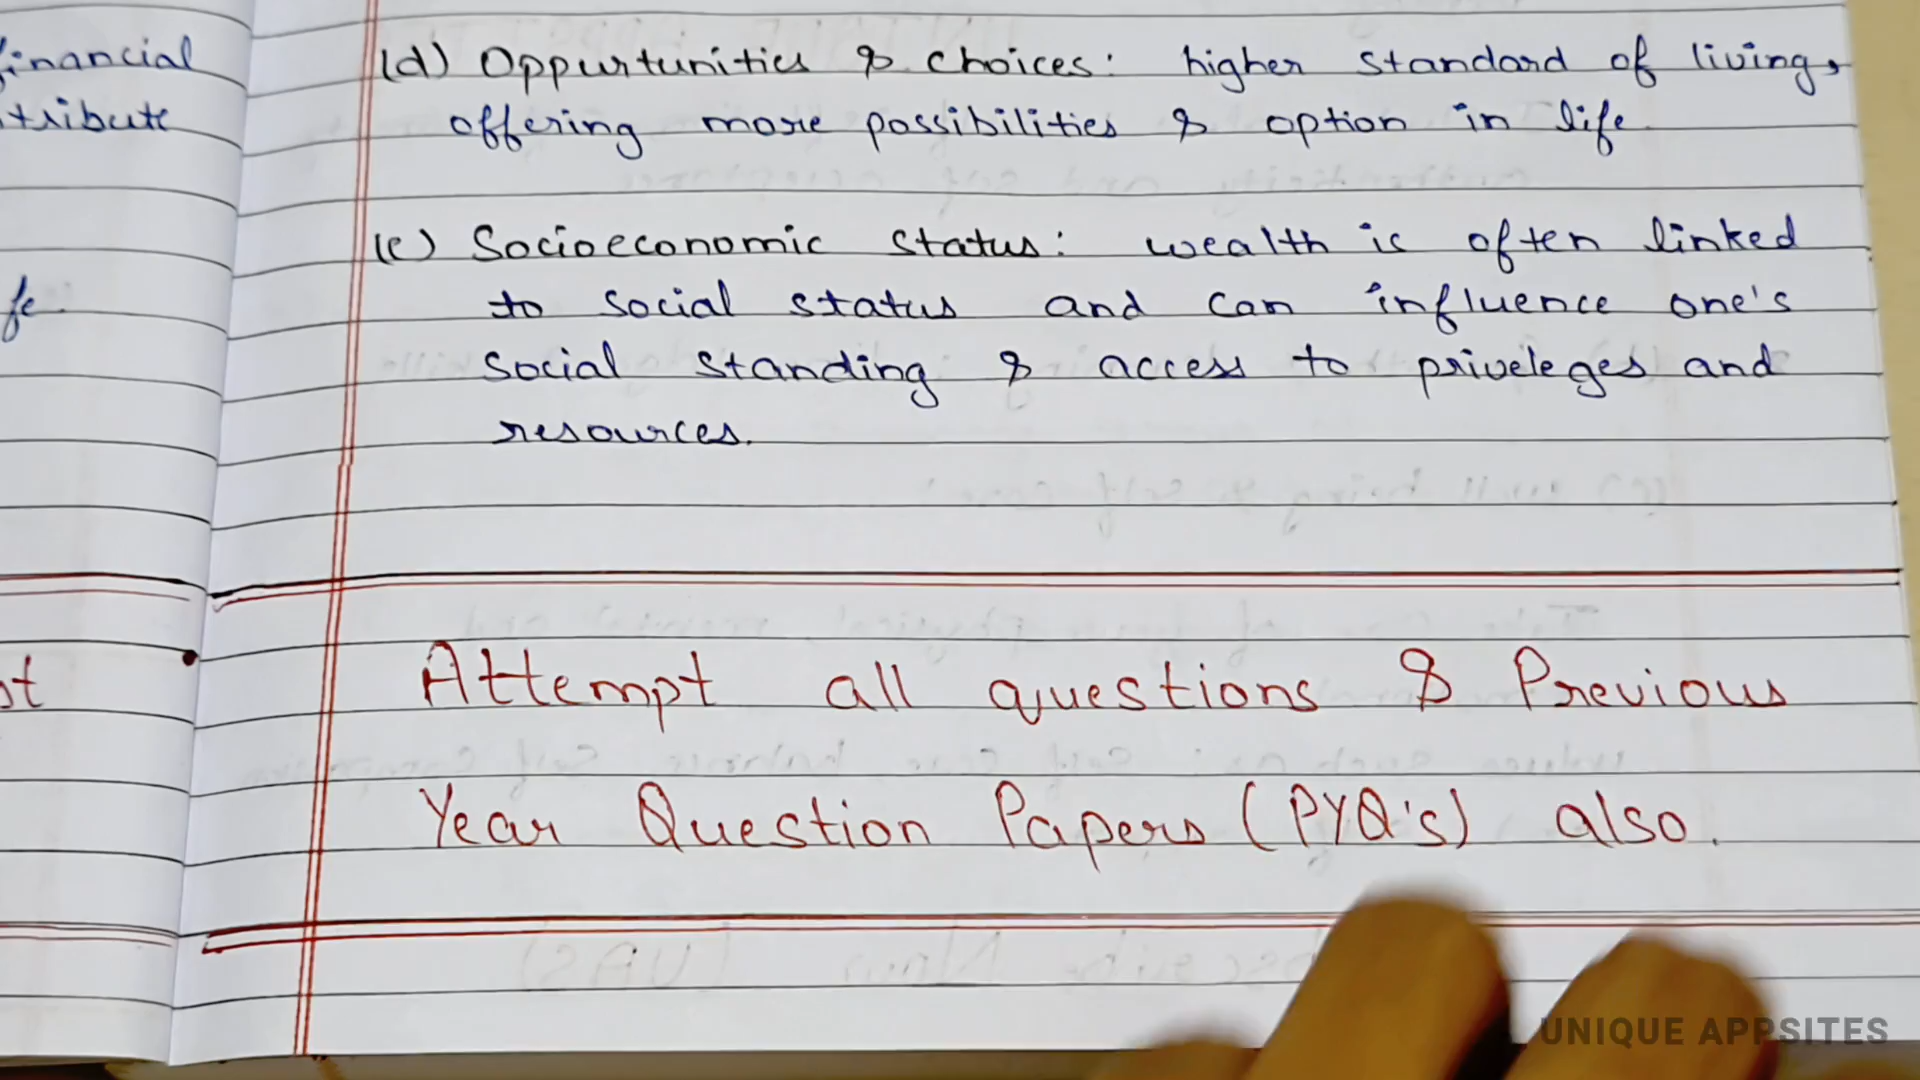 financial
tribute
fe.
st
(d) Oppurtunities & choices: higher standard of living,
offering more possibilities & option in life.
(e) Socioeconomic status: wealth is often linked
to social status and can influence one's
social standing & access to priveleges and
resources.
Attempt all questions & Previous
Year Question Papers (PYQ's) also.
UNIQUE APPSITES